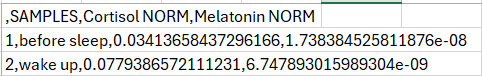 ,SAMPLES,Cortisol NORM,Melatonin NORM
1,before sleep,0.03413658437296166,1.738384525811876e-08
2,wake up,0.0779386572111231,6.747893015989304e-09